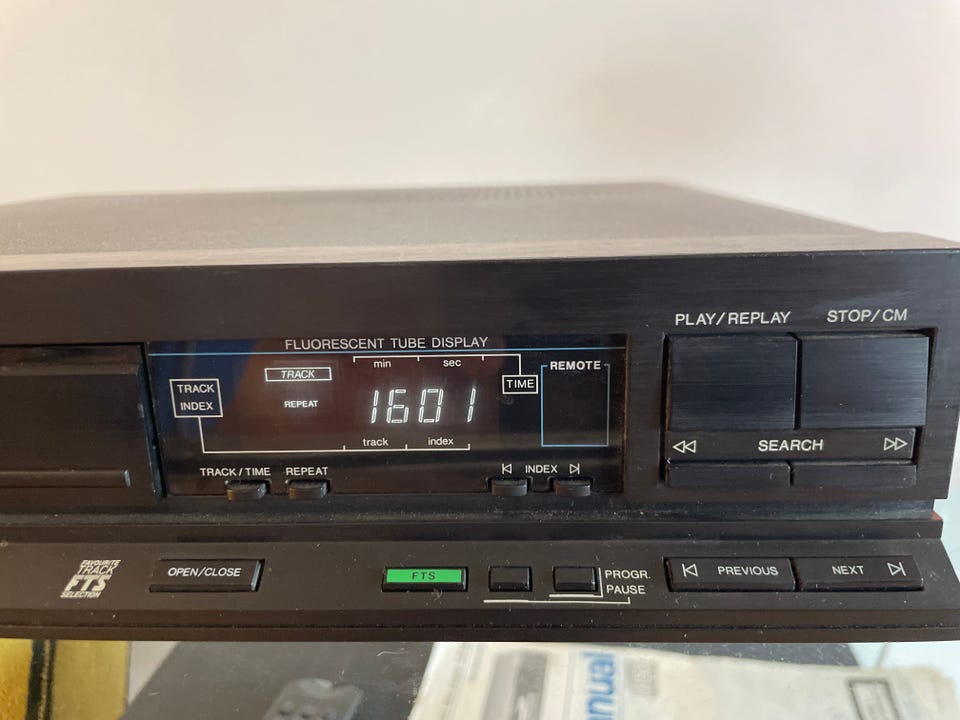 PLAY/REPLAY STOP/CM
FLUORESCENT TUBE DISPLAY
min sec
TRACK
TIME
REMOTE
TRACK
INDEX
REPEAT
1601
track index
SEARCH
TRACK/TIME REPEAT
INDEX
FAVOURITE
TRACK
FTS
SELECTION
OPEN/CLOSE
FTS
PROGR.
PAUSE
PREVIOUS
NEXT
nual